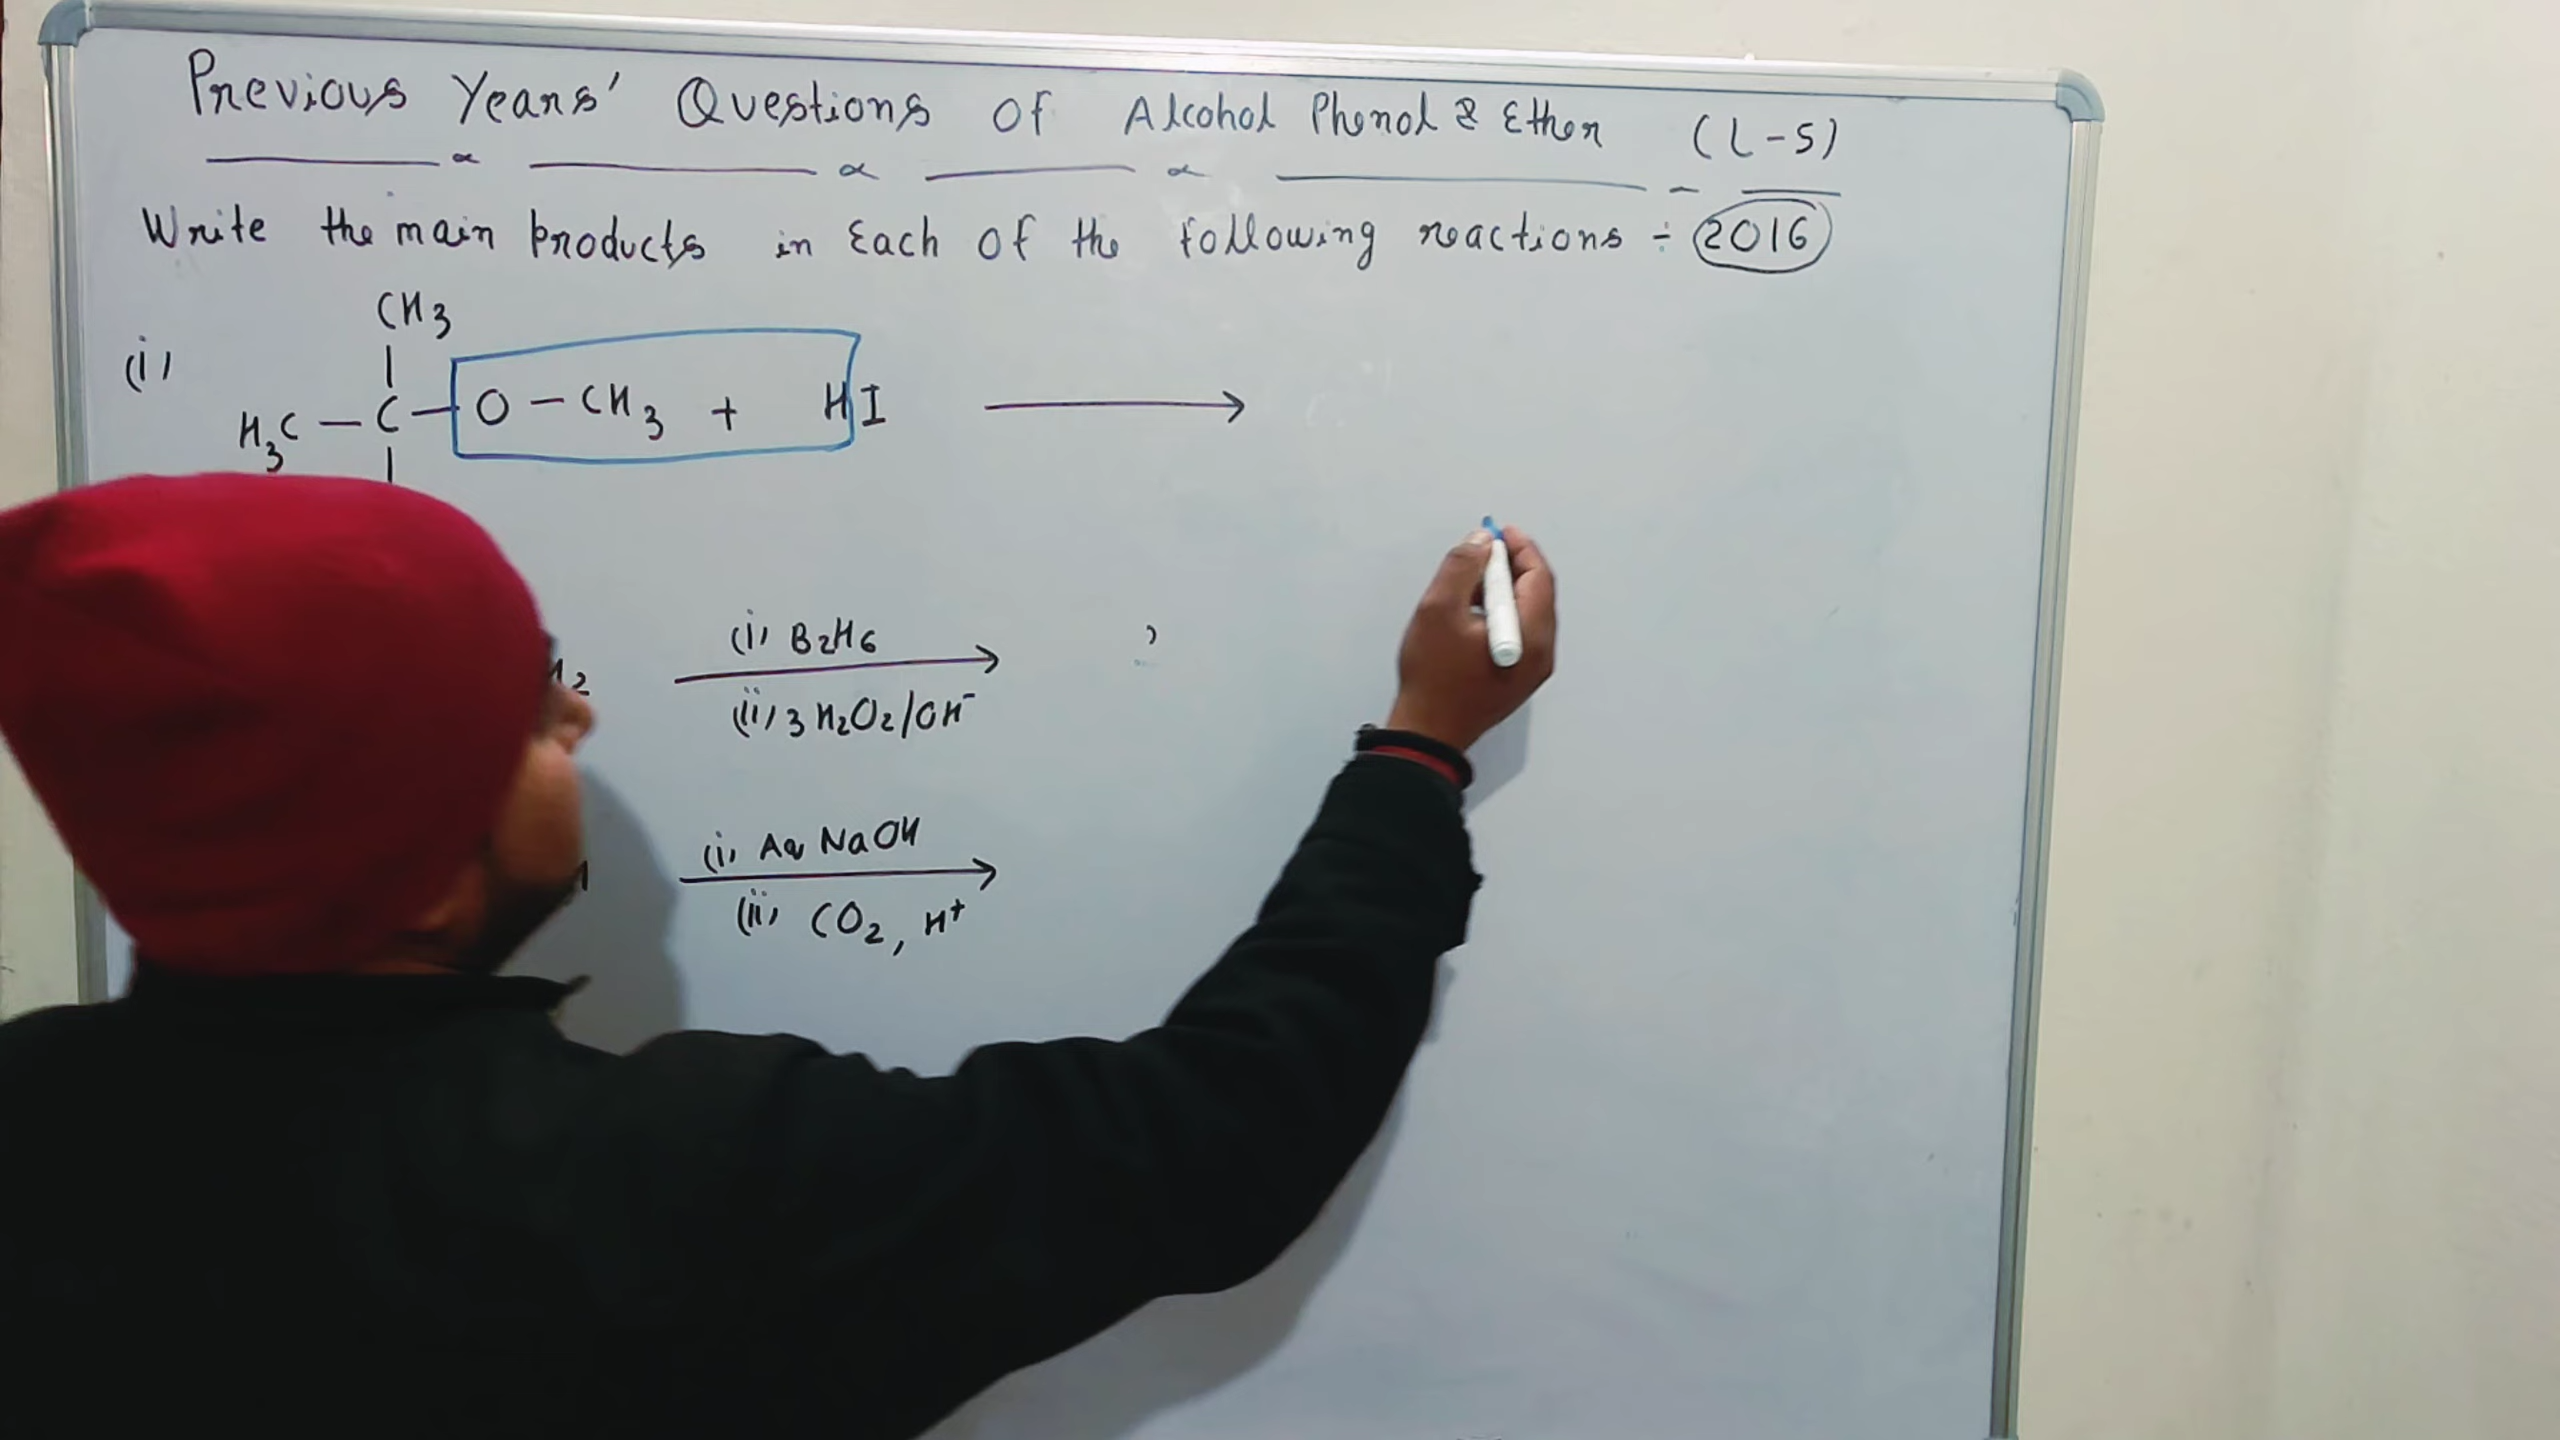 Previous Years' Questions Of Alcohol Phenol & Ether (L-5)
Write the main products in Each of the following reactions ÷ 2016
CH3
(i) H3C - C - O - CH3 + HI →
(i) B2H6
(ii) 3 H2O2/OH-
(i) Aq NaOH
(ii) CO2, H+